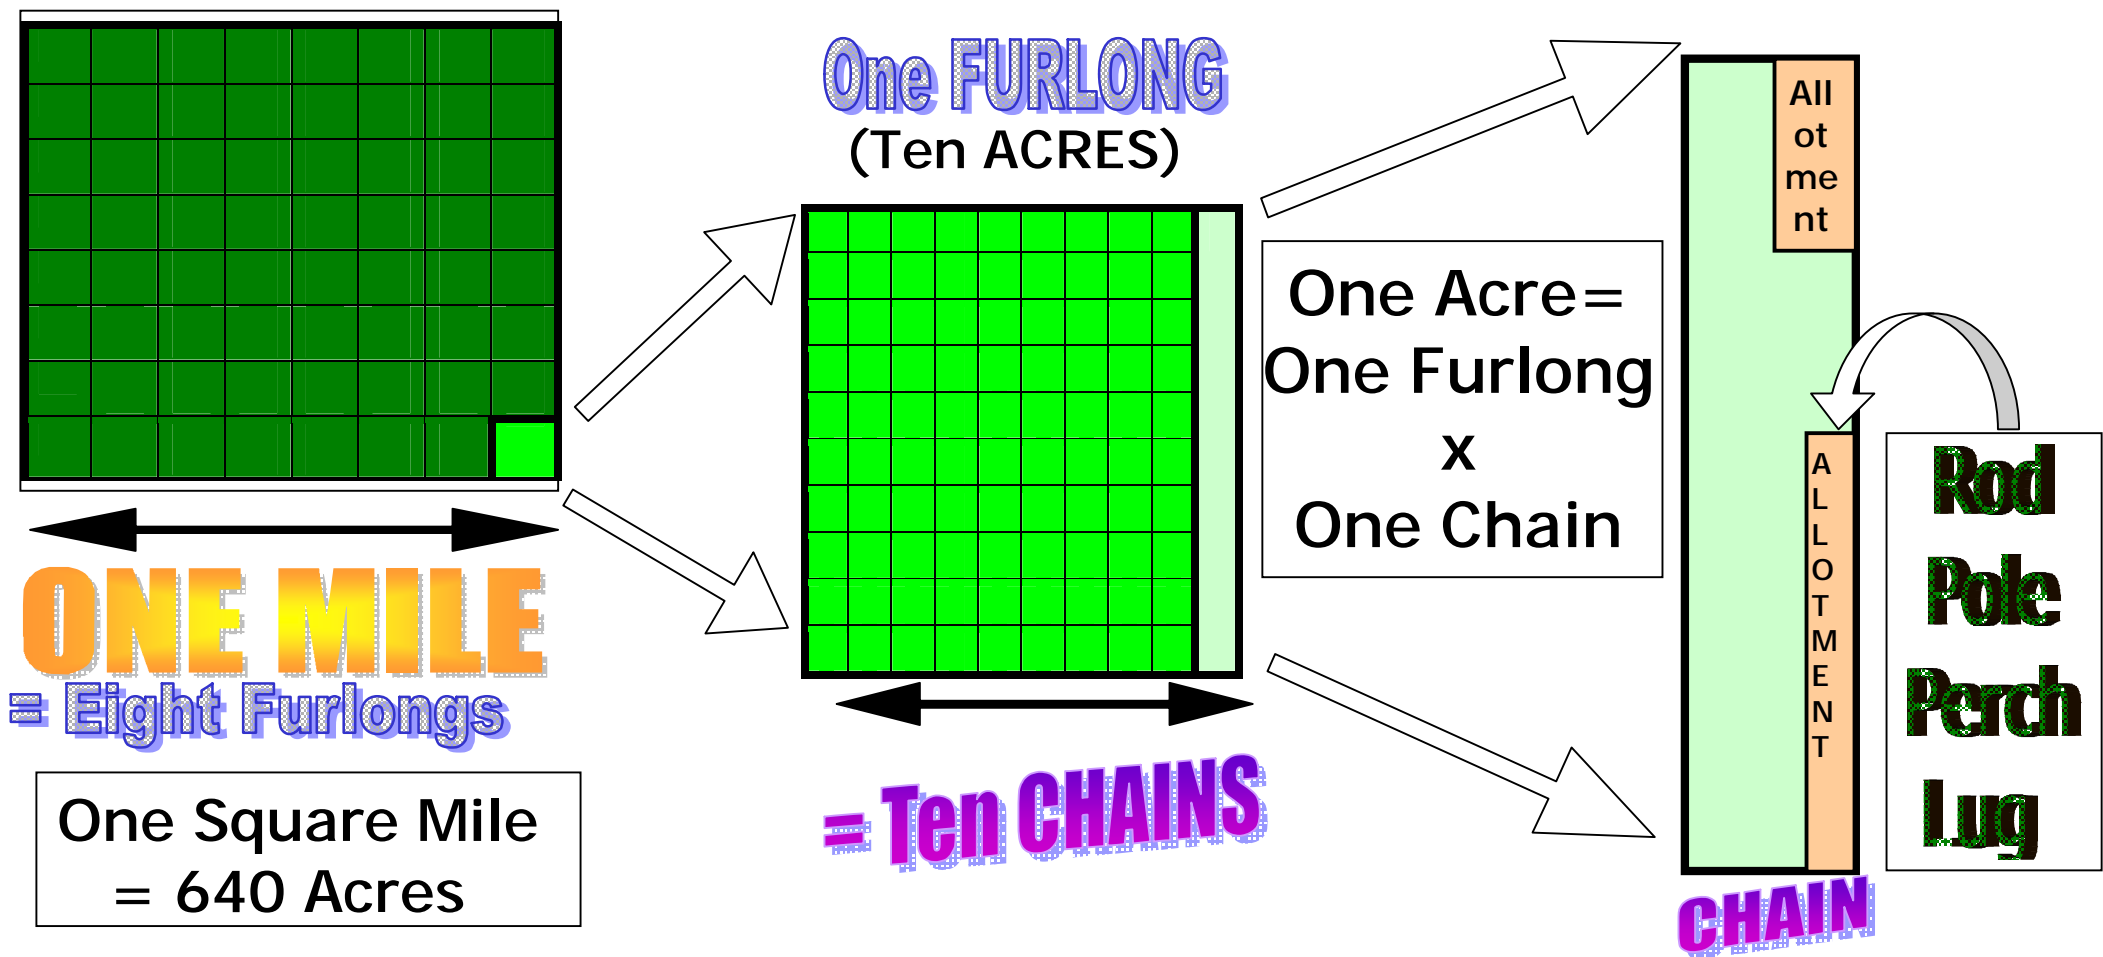 ONE MILE
= Eight Furlongs
One Square Mile
= 640 Acres
One FURLONG
(Ten ACRES)
= Ten CHAINS
One Acre=
One Furlong
x
One Chain
All
ot
me
nt
A
L
L
O
T
M
E
N
T
CHAIN
Rod
Pole
Perch
Lug